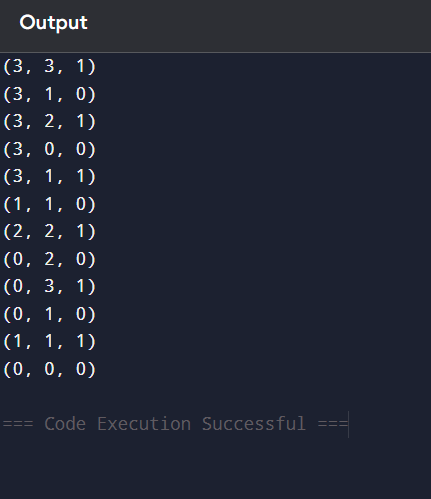 Output
(3, 3, 1)
(3, 1, 0)
(3, 2, 1)
(3, 0, 0)
(3, 1, 1)
(1, 1, 0)
(2, 2, 1)
(0, 2, 0)
(0, 3, 1)
(0, 1, 0)
(1, 1, 1)
(0, 0, 0)
=== Code Execution Successful ===